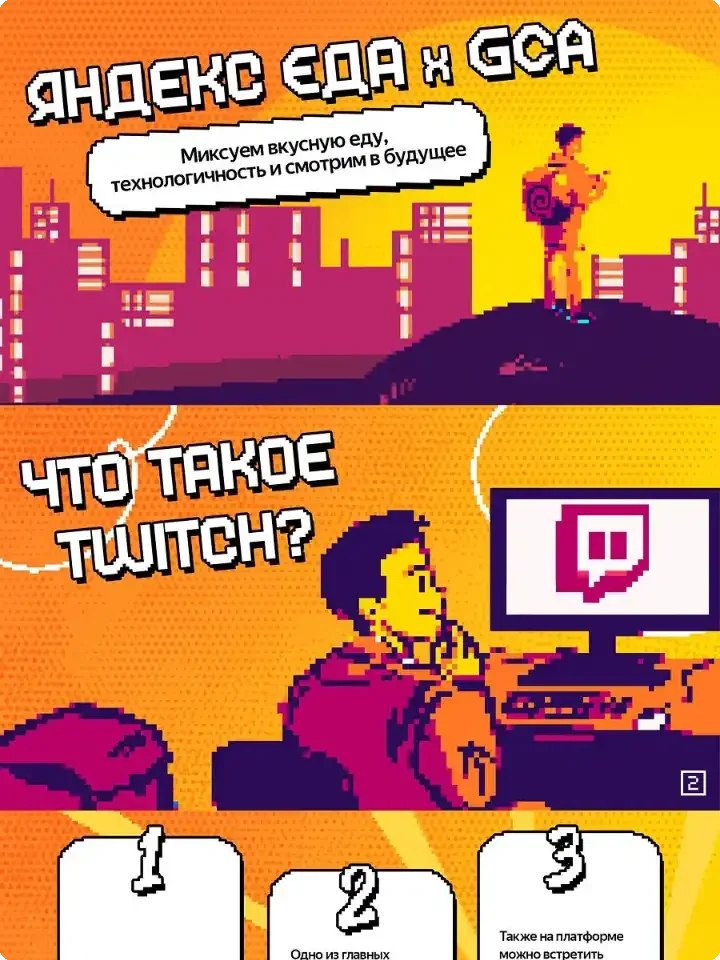 ЯНДЕКС ЕДА х GCA
Миксуем вкусную еду,
технологичность и смотрим в будущее
ЧТО ТАКОЕ
TWITCH?
2
1
2
3
Одно из главных
Также на платформе
можно встретить